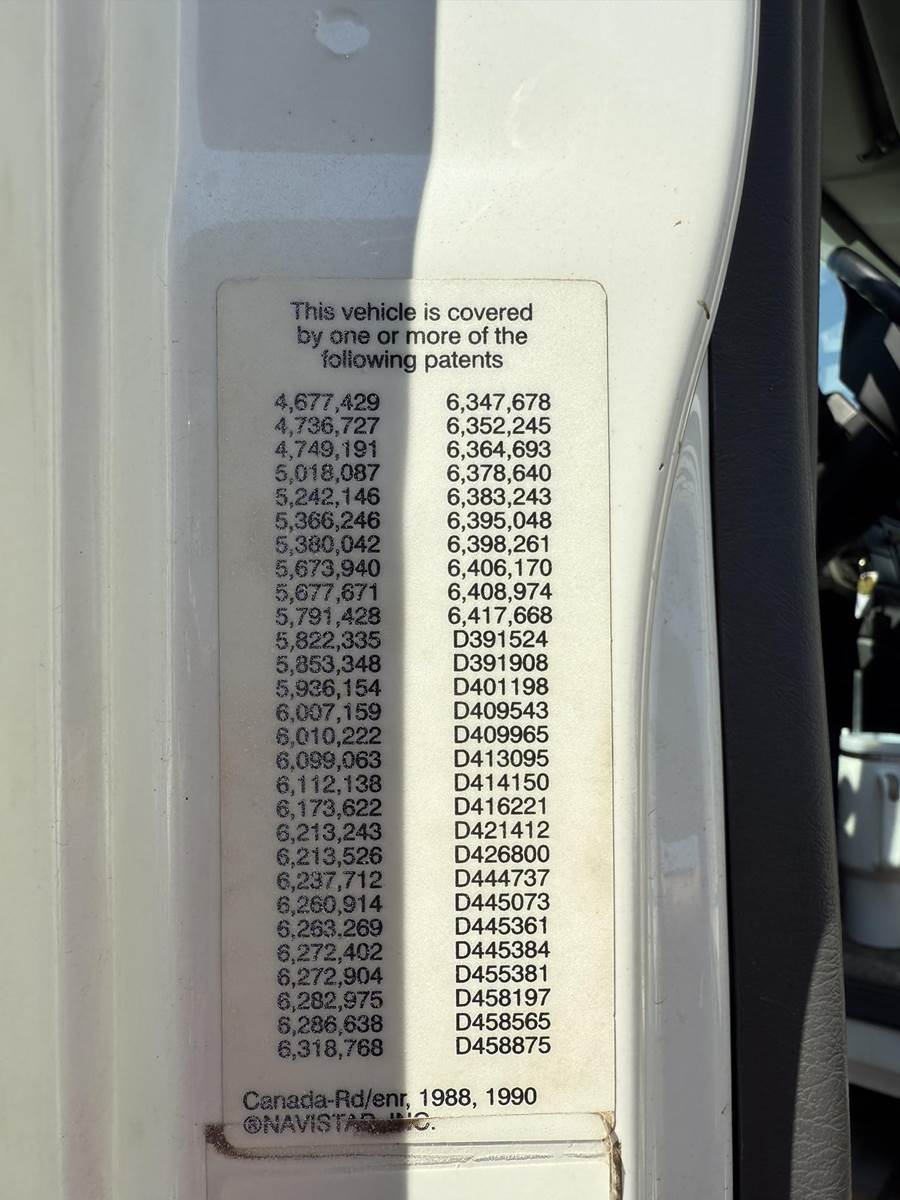 This vehicle is covered
by one or more of the
following patents
4,677,429 6,347,678
4,736,727 6,352,245
4,749,191 6,364,693
5,018,087 6,378,640
5,242,146 6,383,243
5,366,246 6,395,048
5,380,042 6,398,261
5,673,940 6,406,170
5,677,671 6,408,974
5,791,428 6,417,668
5,822,335 D391524
5,853,348 D391908
5,936,154 D401198
6,007,159 D409543
6,010,222 D409965
6,099,063 D413095
6,112,138 D414150
6,173,622 D416221
6,213,243 D421412
6,213,526 D426800
6,237,712 D444737
6,260,914 D445073
6,263,269 D445361
6,272,402 D445384
6,272,904 D455381
6,282,975 D458197
6,286,638 D458565
6,318,768 D458875
Canada-Rd/enr, 1988, 1990
®NAVISTAR, INC.